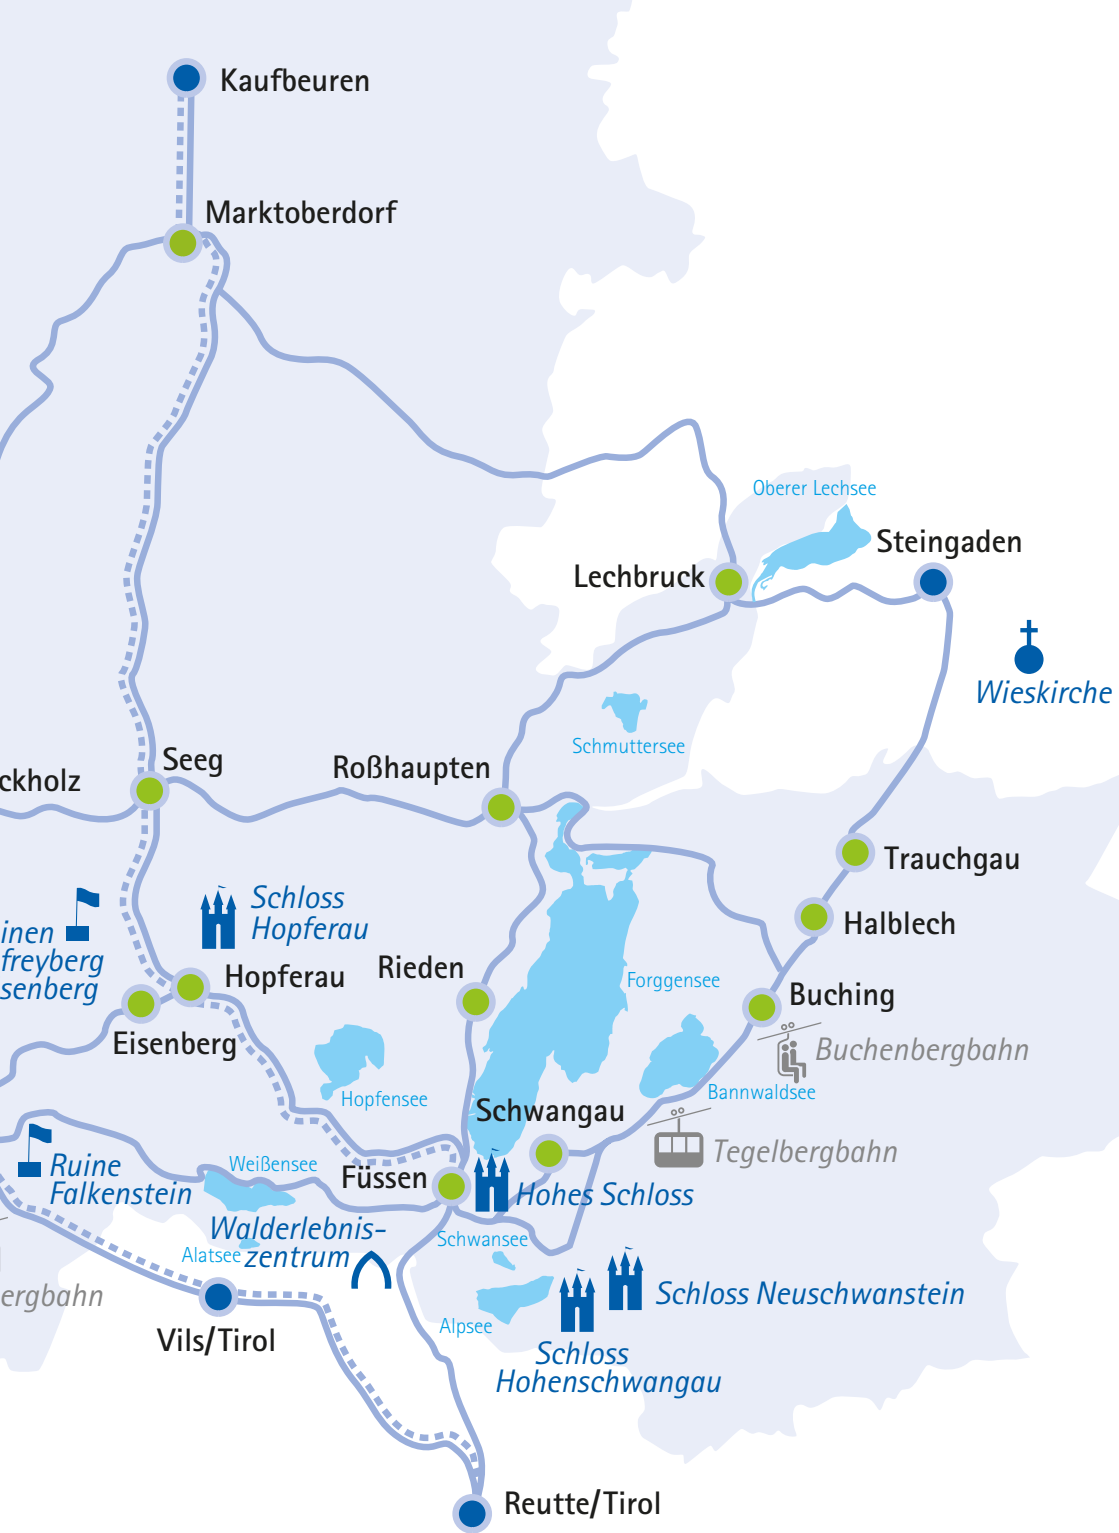 Kaufbeuren
Marktoberdorf
Oberer Lechsee
Steingaden
Lechbruck
Wieskirche
Schmuttersee
Seeg
Roßhaupten
ckholz
Trauchgau
Schloss
Hopferau
Halblech
inen
freyberg
senberg
Rieden
Hopferau
Forggensee
Buching
Eisenberg
Buchenbergbahn
Hopfensee
Bannwaldsee
Schwangau
Tegelbergbahn
Ruine
Falkenstein
Weißensee
Füssen
Hohes Schloss
Walderlebnis-
zentrum
Schwansee
Alatsee
ergbahn
Schloss Neuschwanstein
Alpsee
Vils/Tirol
Schloss
Hohenschwangau
Reutte/Tirol